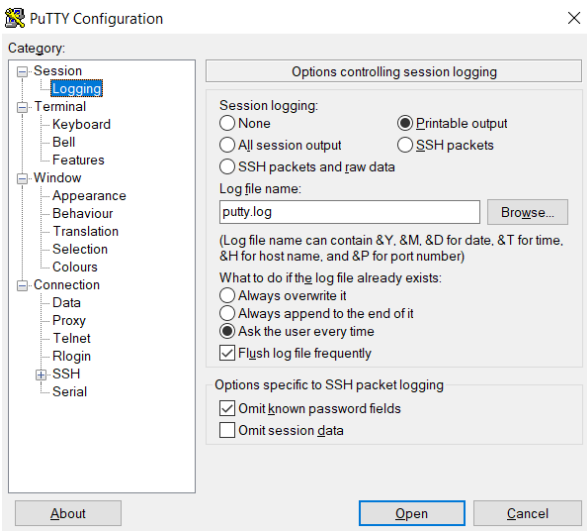 PuTTY Configuration
Category:
Session
Logging
Terminal
Keyboard
Bell
Features
Window
Appearance
Behaviour
Translation
Selection
Colours
Connection
Data
Proxy
Telnet
Rlogin
SSH
Serial
Options controlling session logging
Session logging:
None
Printable output
All session output
SSH packets
SSH packets and raw data
Log file name:
putty.log
Browse...
(Log file name can contain &Y, &M, &D for date, &T for time,
&H for host name, and &P for port number)
What to do if the log file already exists:
Always overwrite it
Always append to the end of it
Ask the user every time
Flush log file frequently
Options specific to SSH packet logging
Omit known password fields
Omit session data
About
Open
Cancel